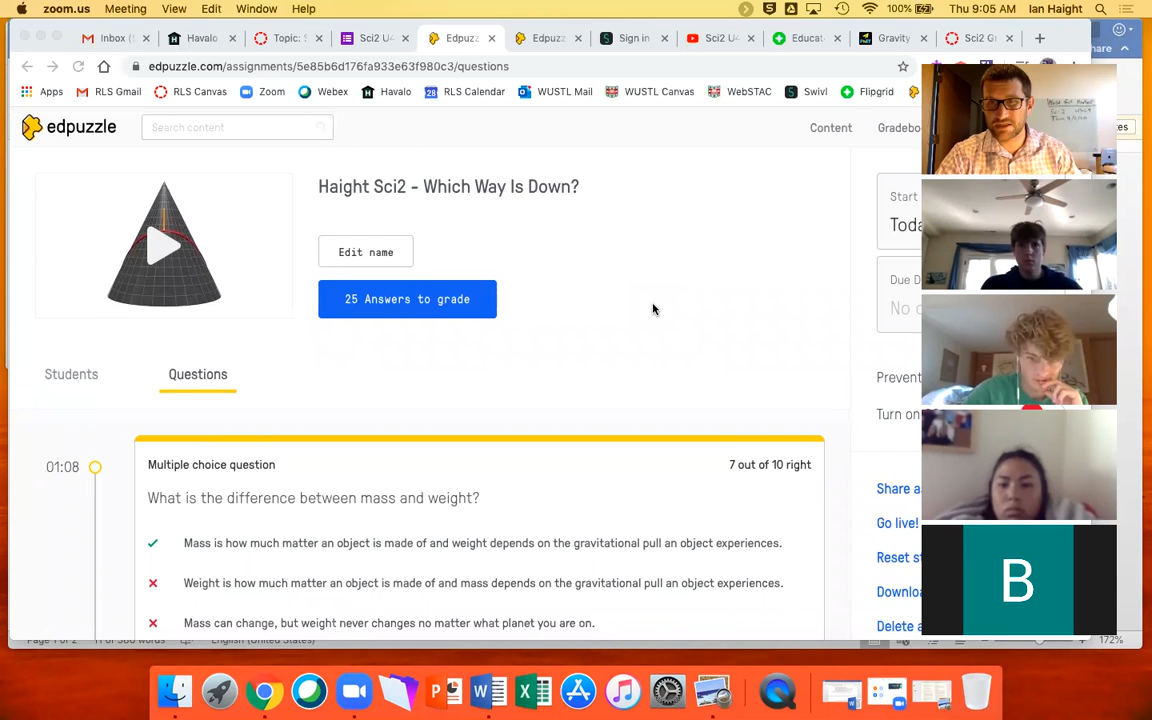 zoom.us Meeting View Edit Window Help 100% Thu 9:05 AM Ian Haight
Inbox ( Havalo Topic: S Sci2 U4 Edpuzz Edpuzz Sign in Sci2 U4 Educat Gravity Sci2 G
edpuzzle.com/assignments/5e85b6d176fa933e63f980c3/questions
Apps RLS Gmail RLS Canvas Zoom Webex Havalo RLS Calendar WUSTL Mail WUSTL Canvas WebSTAC Swivl Flipgrid
edpuzzle Search content Content Gradebo
Haight Sci2 - Which Way Is Down?
Start
Toda
Edit name
25 Answers to grade
Due D
No
Students Questions
Prevent
Turn on
01:08
Multiple choice question 7 out of 10 right
What is the difference between mass and weight?
Mass is how much matter an object is made of and weight depends on the gravitational pull an object experiences.
Weight is how much matter an object is made of and mass depends on the gravitational pull an object experiences.
Mass can change, but weight never changes no matter what planet you are on.
Share a
Go live!
Reset s
Downlo
Delete a
B
English (United States) 172%